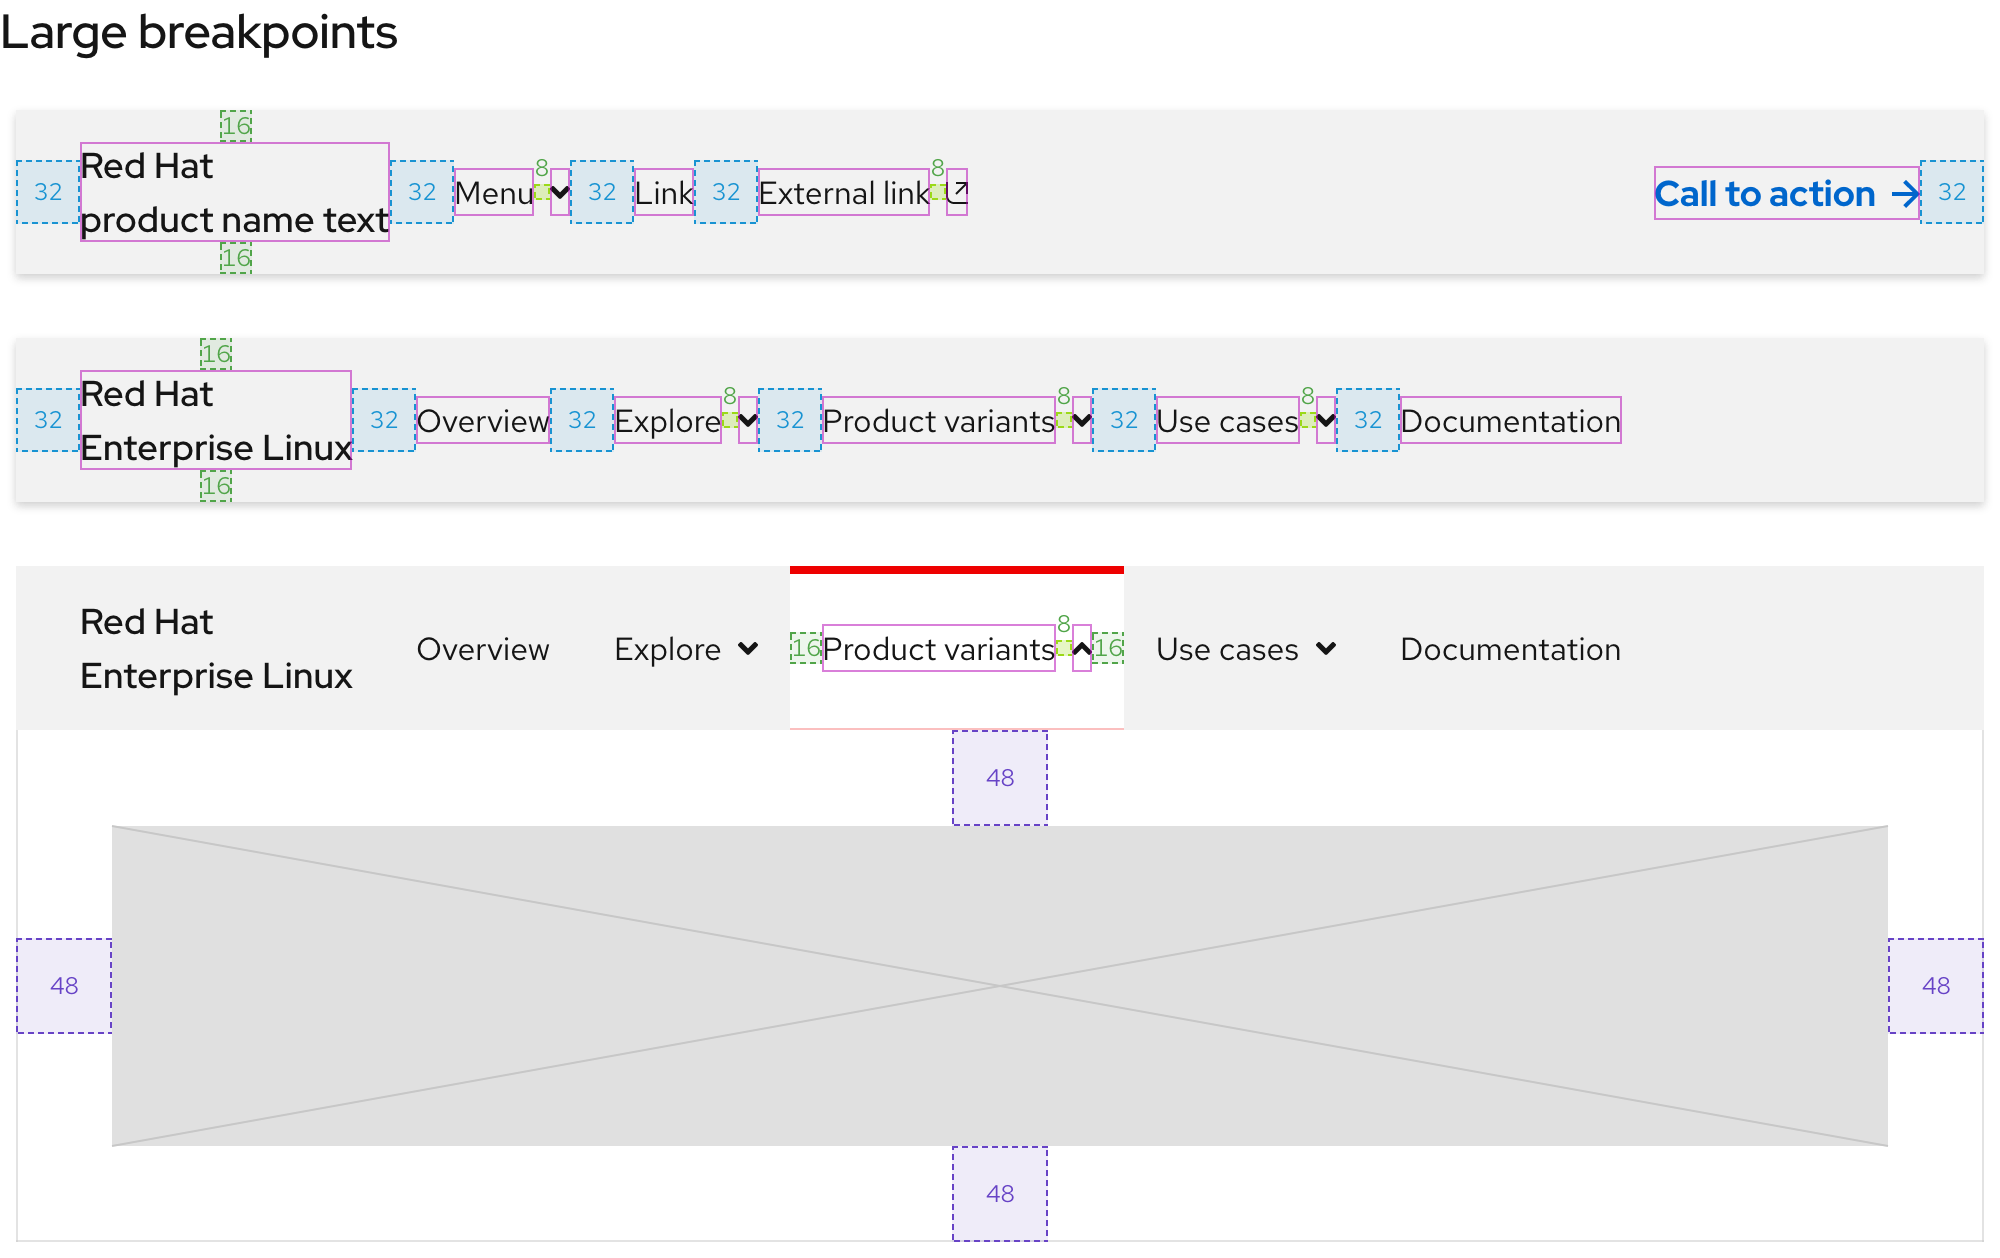 Large breakpoints
16
32 Red Hat product name text 32 Menu 8 32 Link 32 External link 8 Call to action 32
16
16
32 Red Hat Enterprise Linux 32 Overview 32 Explore 8 32 Product variants 8 32 Use cases 8 32 Documentation
16
Red Hat Enterprise Linux Overview Explore 16 Product variants 8 16 Use cases Documentation
48
48 48
48